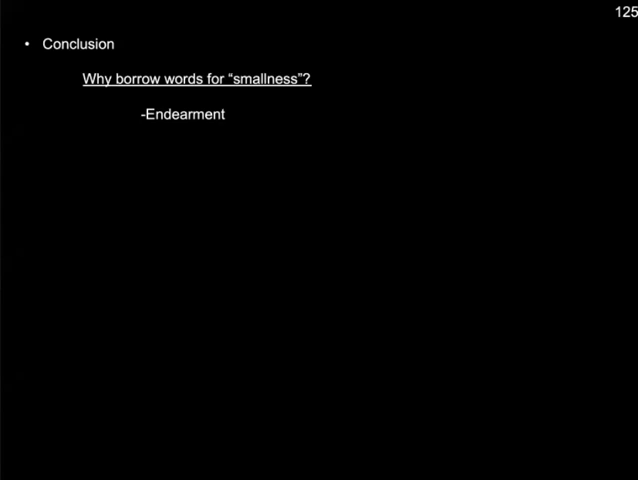 125
• Conclusion
Why borrow words for “smallness”?
-Endearment